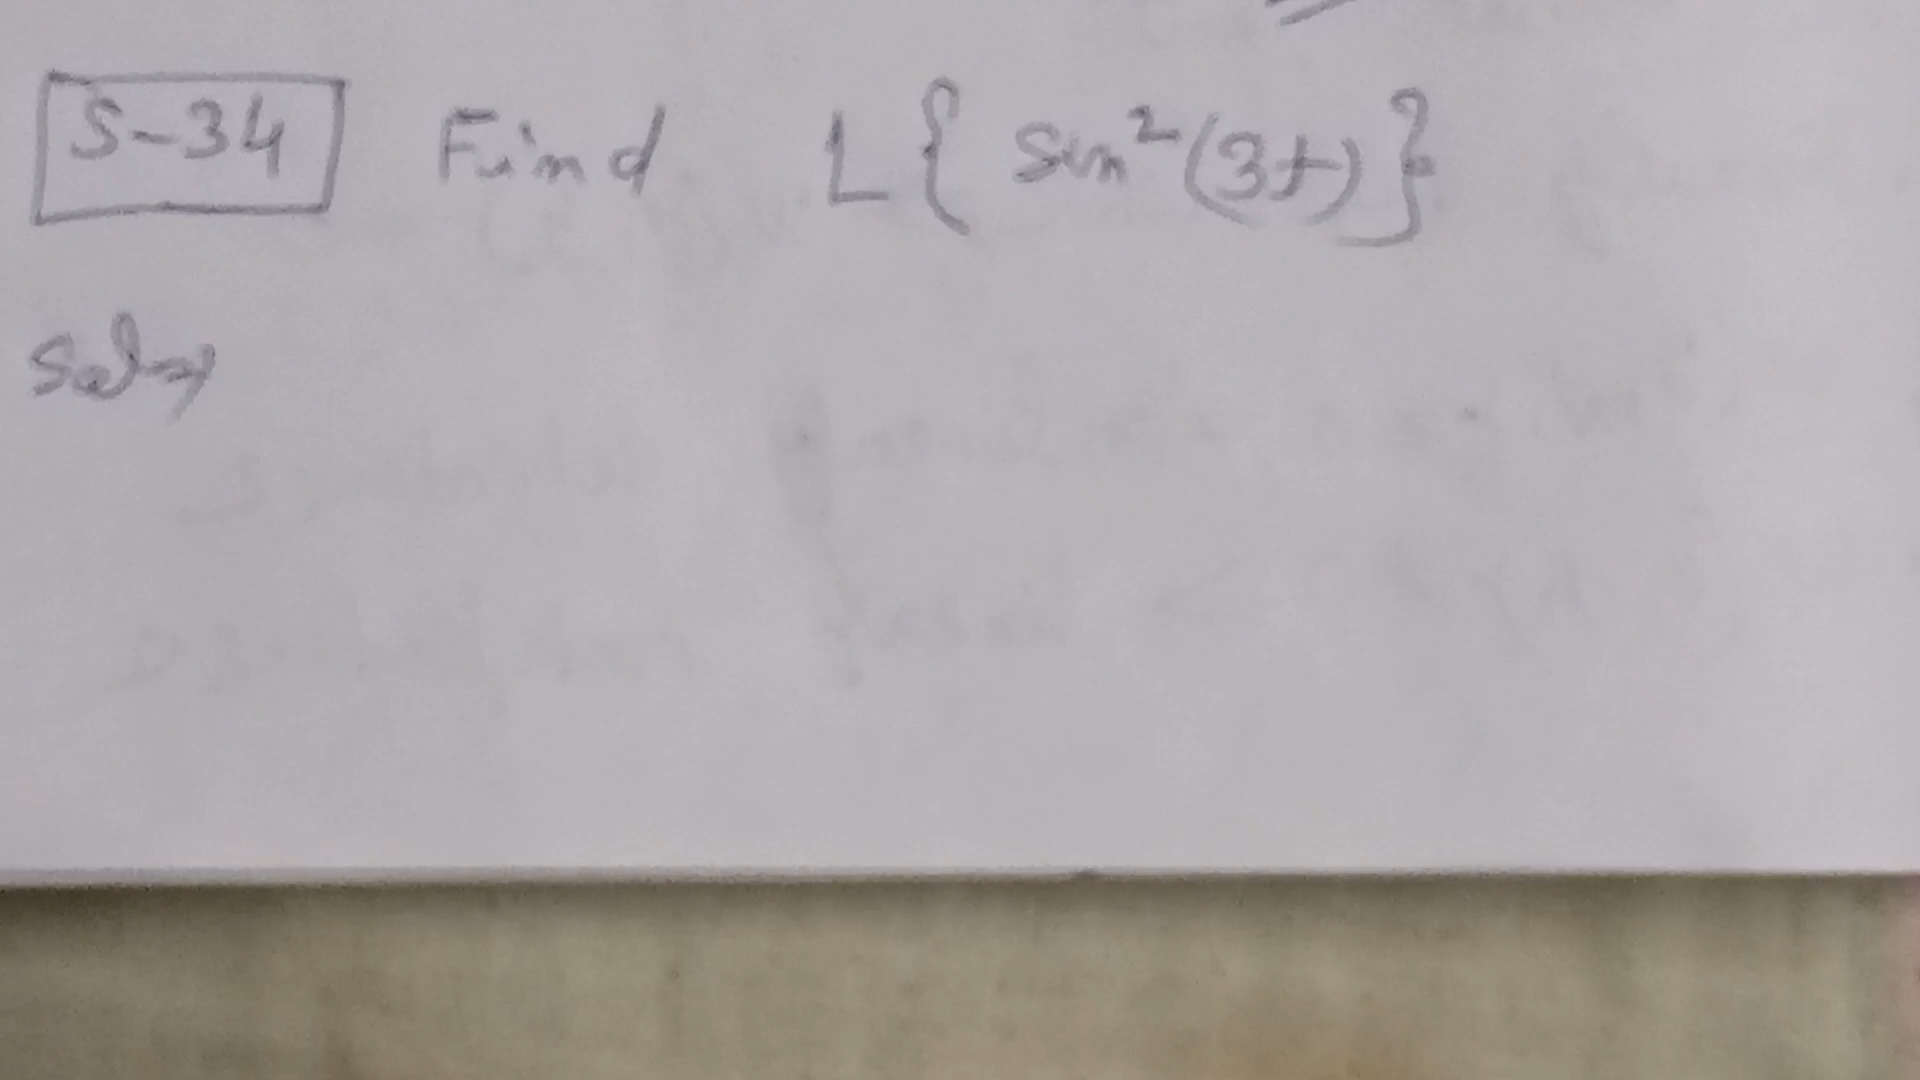 S-34 Find L{ Sin²(3t)}
Sol→